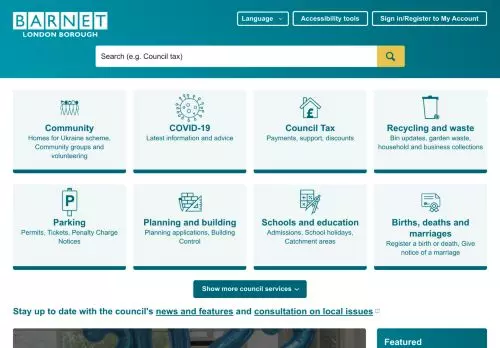 BARNET
LONDON BOROUGH
Language
Accessibility tools
Sign in/Register to My Account
Search (e.g. Council tax)
Community
Homes for Ukraine scheme,
Community groups and
volunteering
COVID-19
Latest information and advice
Council Tax
Payments, support, discounts
Recycling and waste
Bin updates, garden waste,
household and business collections
P
Parking
Permits, Tickets, Penalty Charge
Notices
Planning and building
Planning applications, Building
Control
Schools and education
Admissions, School holidays,
Catchment areas
Births, deaths and
marriages
Register a birth or death, Give
notice of a marriage
Show more council services
Stay up to date with the council's news and features and consultation on local issues
Featured